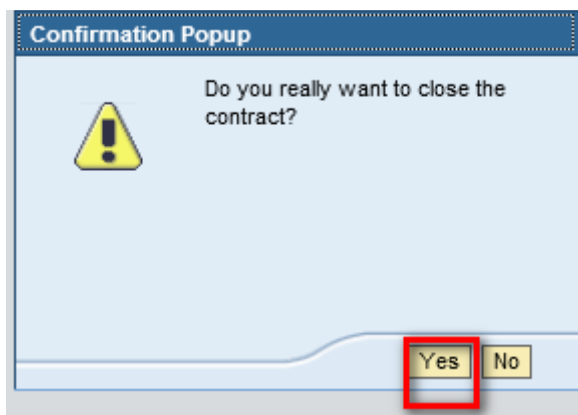 Confirmation Popup
Do you really want to close the
contract?
Yes No